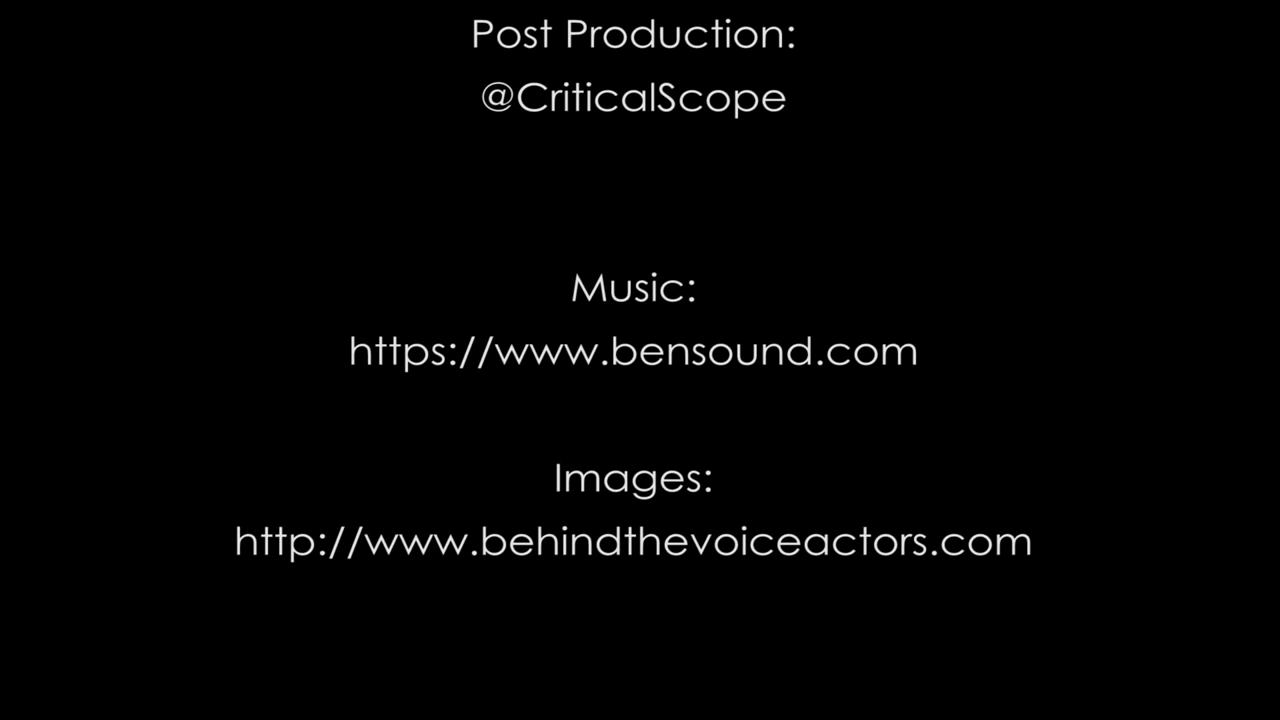 Post Production:
@CriticalScope
Music:
https://www.bensound.com
Images:
http://www.behindthevoiceactors.com